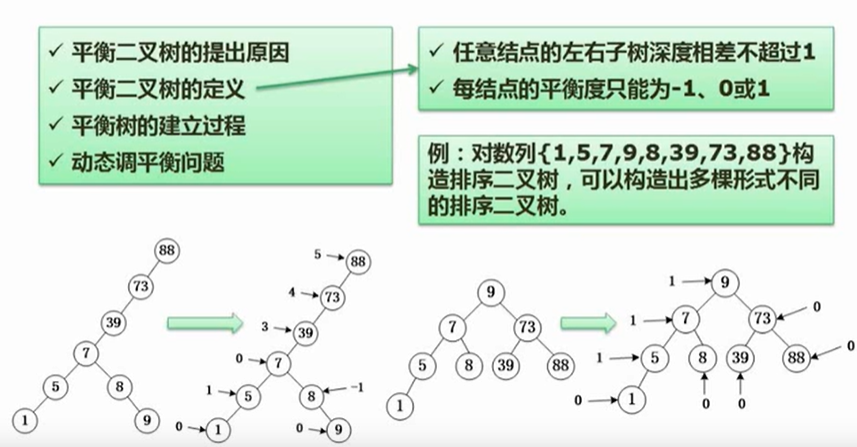 ✓ 平衡二叉树的提出原因
✓ 平衡二叉树的定义
✓ 平衡树的建立过程
✓ 动态调平衡问题
✓ 任意结点的左右子树深度相差不超过1
✓ 每结点的平衡度只能为-1、0或1
例：对数列{1,5,7,9,8,39,73,88}构
造排序二叉树，可以构造出多棵形式不同
的排序二叉树。
88
73
39
7
5 8
1 9
5 88
4 73
3 39
0 7
1 5 8 -1
0 1 0 9
9
7 73
5 8 39 88
1
1 9
1 7 73 0
1 5 8 39 88 0
0 1 0 0